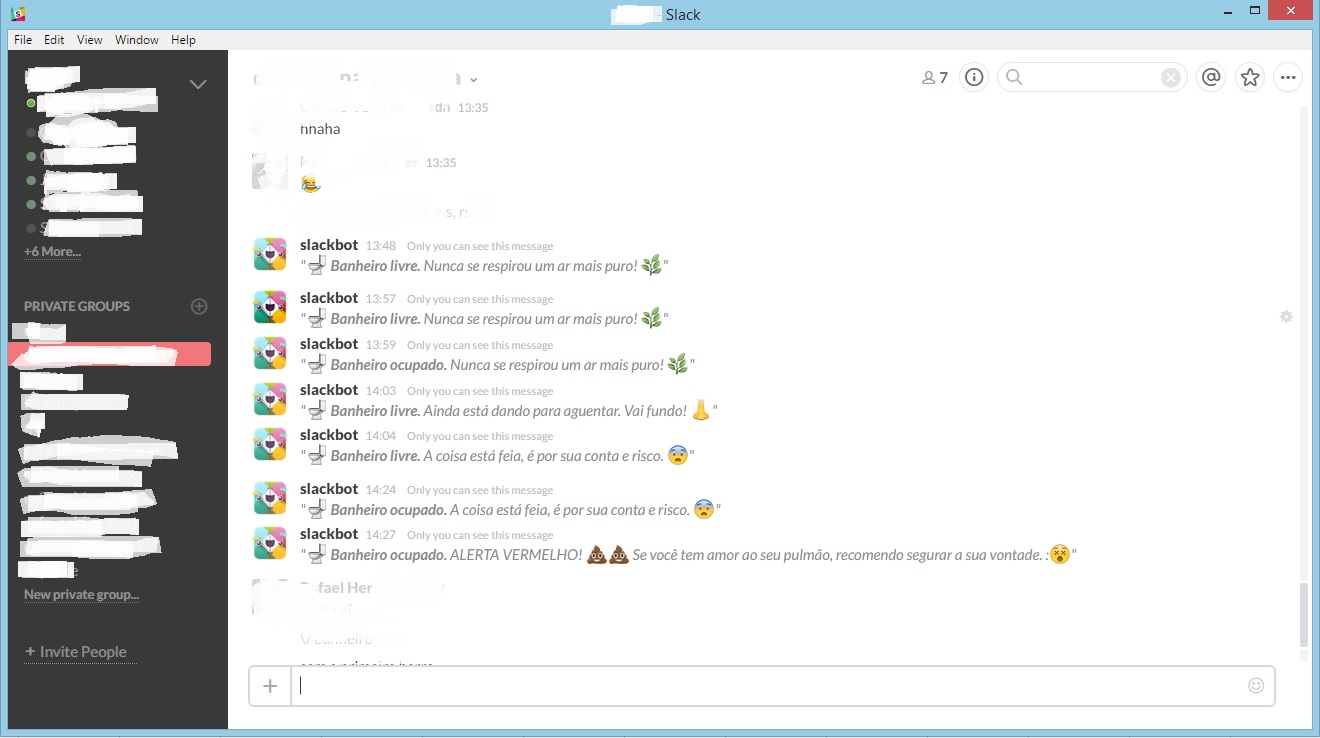 Slack
File Edit View Window Help
7
13:35
hnaha
13:35
+6 More...
slackbot 13:48 Only you can see this message
"🚽 Banheiro livre. Nunca se respirou um ar mais puro! 🌿"
PRIVATE GROUPS
slackbot 13:57 Only you can see this message
"🚽 Banheiro livre. Nunca se respirou um ar mais puro! 🌿"
slackbot 13:59 Only you can see this message
"🚽 Banheiro ocupado. Nunca se respirou um ar mais puro! 🌿"
slackbot 14:03 Only you can see this message
"🚽 Banheiro livre. Ainda está dando para aguentar. Vai fundo! 👃"
slackbot 14:04 Only you can see this message
"🚽 Banheiro livre. A coisa está feia, é por sua conta e risco. 😨"
slackbot 14:24 Only you can see this message
"🚽 Banheiro ocupado. A coisa está feia, é por sua conta e risco. 😨"
slackbot 14:27 Only you can see this message
"🚽 Banheiro ocupado. ALERTA VERMELHO! 💩💩 Se você tem amor ao seu pulmão, recomendo segurar a sua vontade. :😵"
New private group...
banheiro
+ Invite People